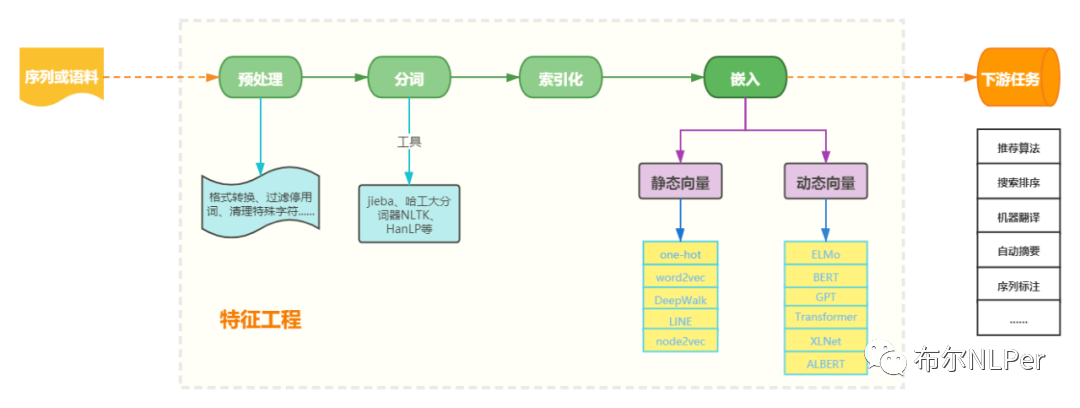 序列或语料
预处理
分词
索引化
嵌入
下游任务
工具
格式转换、过滤停用
词、清理特殊字符......
jieba、哈工大分
词器NLTK、
HanLP等
静态向量
动态向量
one-hot
word2vec
DeepWalk
LINE
node2vec
ELMo
BERT
GPT
Transformer
XLNet
ALBERT
推荐算法
搜索排序
机器翻译
自动摘要
序列标注
......
特征工程
布尔NLPer